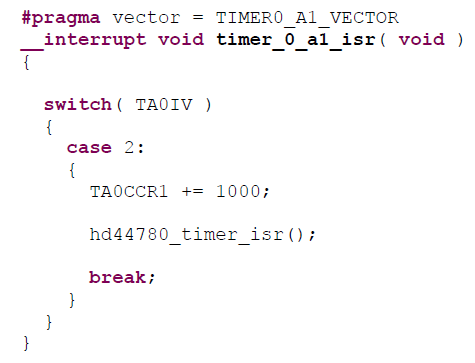 #pragma vector = TIMER0_A1_VECTOR
__interrupt void timer_0_a1_isr( void )
{
switch( TA0IV )
{
case 2:
{
TA0CCR1 += 1000;
hd44780_timer_isr();
break;
}
}
}